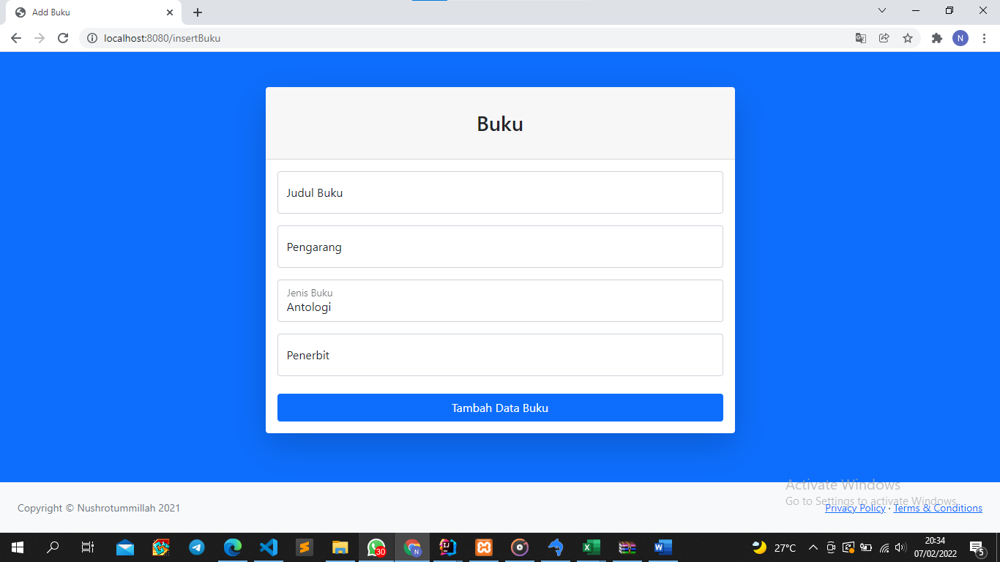 Add Buku
localhost:8080/insertBuku
N
Buku
Judul Buku
Pengarang
Jenis Buku
Antologi
Penerbit
Tambah Data Buku
Activate Windows
Go to Settings to activate Windows.
Copyright © Nushrotummillah 2021
Privacy Policy · Terms & Conditions
30
N
27°C
20:34
07/02/2022
5